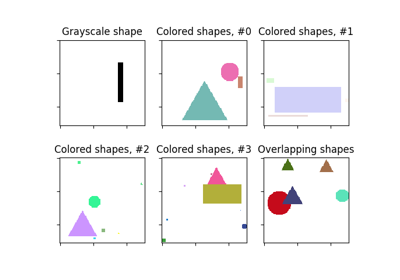 Grayscale shape
Colored shapes, #0
Colored shapes, #1
Colored shapes, #2
Colored shapes, #3
Overlapping shapes